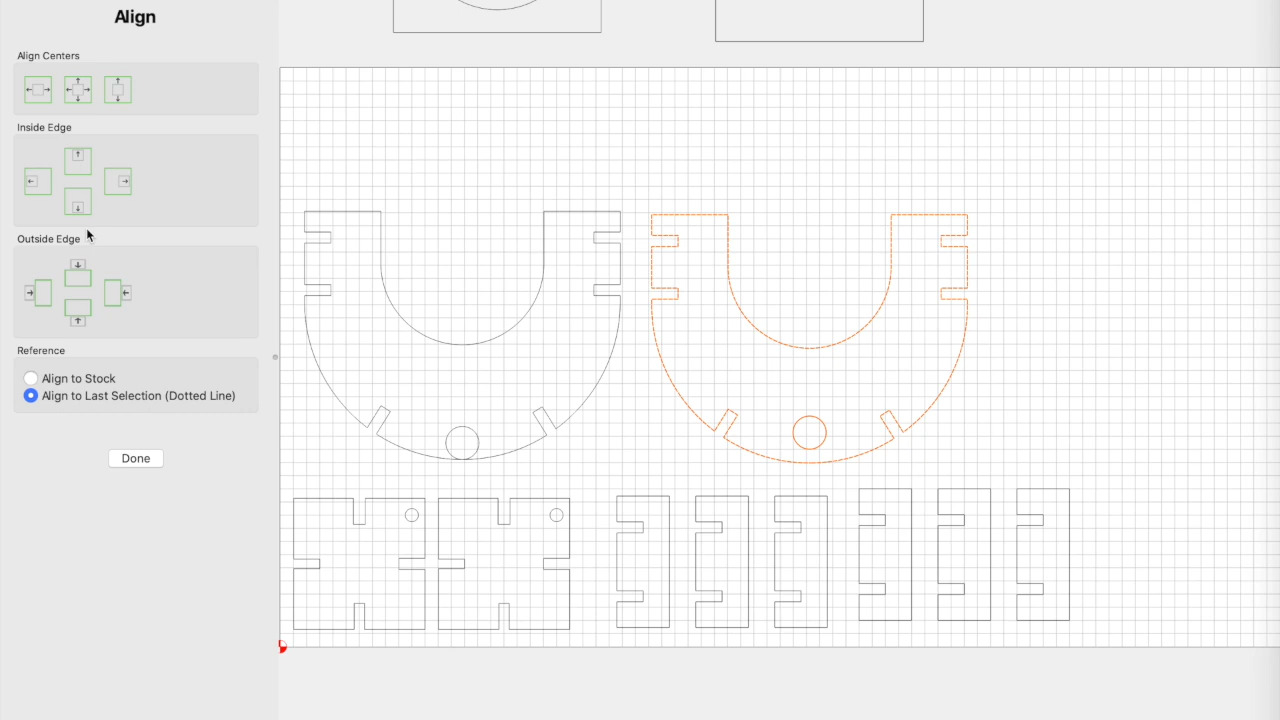 Align
Align Centers
Inside Edge
Outside Edge
Reference
Align to Stock
Align to Last Selection (Dotted Line)
Done